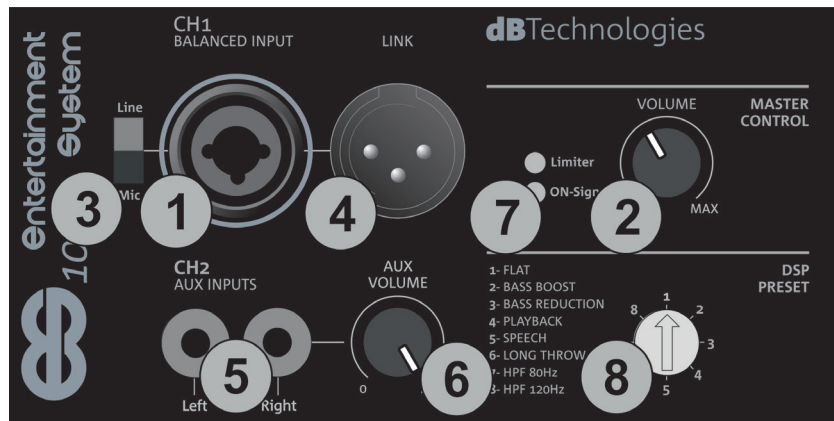 Entertainment
System
10
CH1
BALANCED INPUT
LINK
Line
Mic
3
1
4
dBTechnologies
VOLUME
MASTER
CONTROL
Limiter
ON-Sign
7
2
MAX
CH2
AUX INPUTS
AUX
VOLUME
Left
Right
5
0
6
1- FLAT
2- BASS BOOST
3- BASS REDUCTION
4- PLAYBACK
5- SPEECH
6- LONG THROW
7- HPF 80Hz
8- HPF 120Hz
DSP
PRESET
1
2
3
4
5
8
8